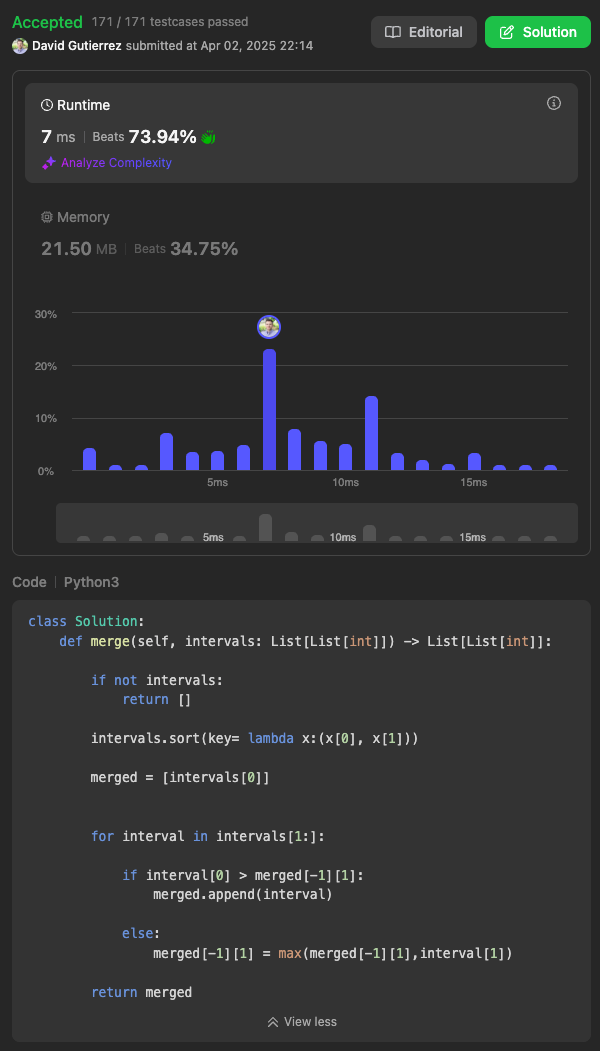 Accepted 171 / 171 testcases passed
David Gutierrez submitted at Apr 02, 2025 22:14
Editorial
Solution
Runtime
7 ms | Beats 73.94%
Analyze Complexity
Memory
21.50 MB | Beats 34.75%
30%
20%
10%
0%
5ms 10ms 15ms
5ms 10ms 15ms
Code | Python3
class Solution:
    def merge(self, intervals: List[List[int]]) -> List[List[int]]:
        if not intervals:
            return []
        intervals.sort(key= lambda x:(x[0], x[1]))
        merged = [intervals[0]]
        for interval in intervals[1:]:
            if interval[0] > merged[-1][1]:
                merged.append(interval)
            else:
                merged[-1][1] = max(merged[-1][1],interval[1])
        return merged
View less